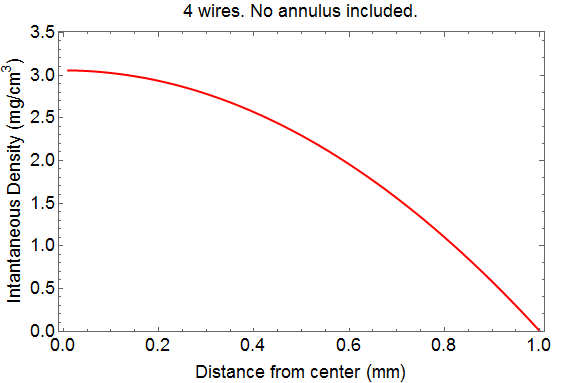 4 wires. No annulus included.
3.5
3.0
2.5
2.0
1.5
1.0
0.5
0.0
Intantaneous Density (mg/cm³)
0.0 0.2 0.4 0.6 0.8 1.0
Distance from center (mm)